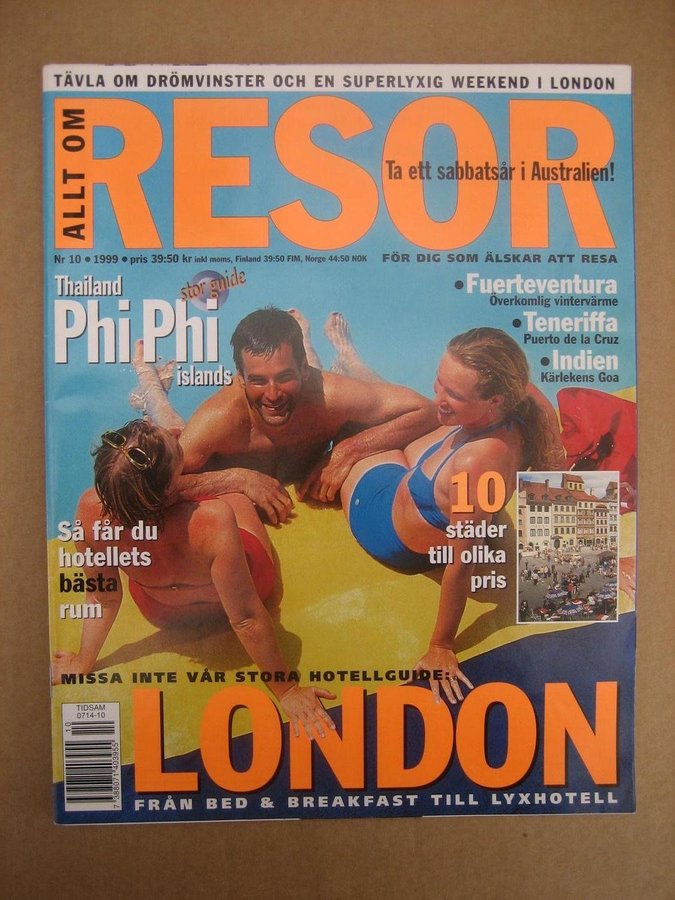 TÄVLA OM DRÖMVINSTER OCH EN SUPERLYXIG WEEKEND I LONDON
ALLT OM
RESOR
Ta ett sabbatsår i Australien!
Nr 10 • 1999 • pris 39:50 kr inkl moms, Finland 39:50 FIM, Norge 44:50 NOK
FÖR DIG SOM ÄLSKAR ATT RESA
Thailand
stor guide
Phi Phi
islands
•Fuerteventura
Överkomlig vintervärme
•Teneriffa
Puerto de la Cruz
•Indien
Kärlekens Goa
10
städer
till olika
pris
Så får du
hotellets
bästa
rum
MISSA INTE VÅR STORA HOTELLGUIDE:
LONDON
FRÅN BED & BREAKFAST TILL LYXHOTELL
TIDSAM
0714-10
10
7 388071 403955